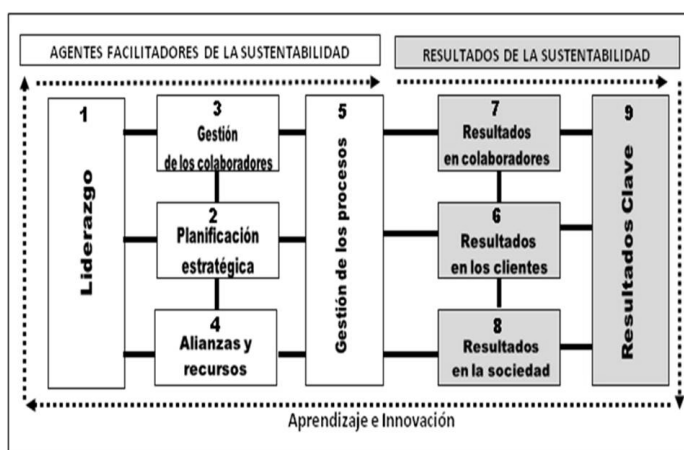 AGENTES FACILITADORES DE LA SUSTENTABILIDAD
RESULTADOS DE LA SUSTENTABILIDAD
1
Liderazgo
3
Gestión
de los colaboradores
2
Planificación
estratégica
4
Alianzas y
recursos
5
Gestión de los procesos
7
Resultados
en colaboradores
6
Resultados
en los clientes
8
Resultados
en la sociedad
9
Resultados Clave
Aprendizaje e Innovación